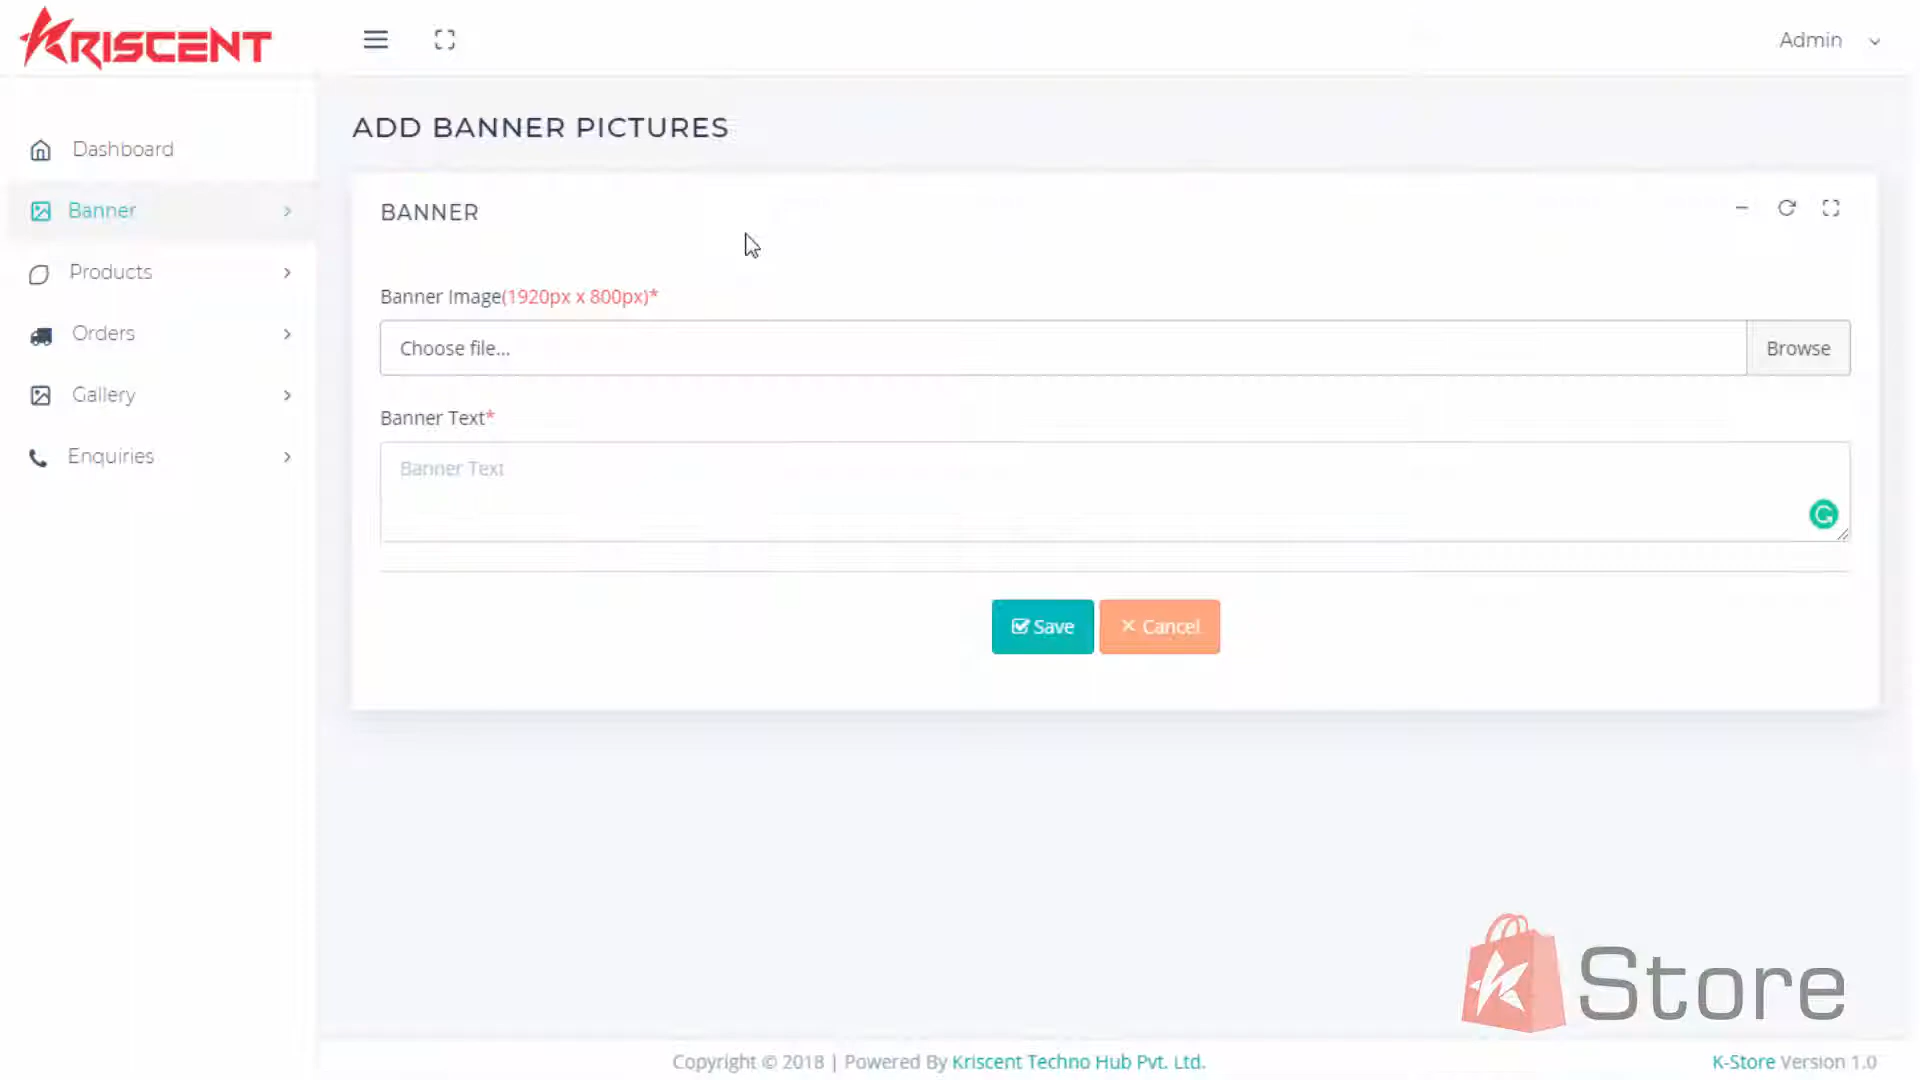 KRISCENT
Admin
Dashboard
Banner
Products
Orders
Gallery
Enquiries
ADD BANNER PICTURES
BANNER
Banner Image(1920px x 800px)*
Choose file...
Browse
Banner Text*
Banner Text
Save
Cancel
K Store
Copyright © 2018 | Powered By Kriscent Techno Hub Pvt. Ltd.
K-Store Version 1.0